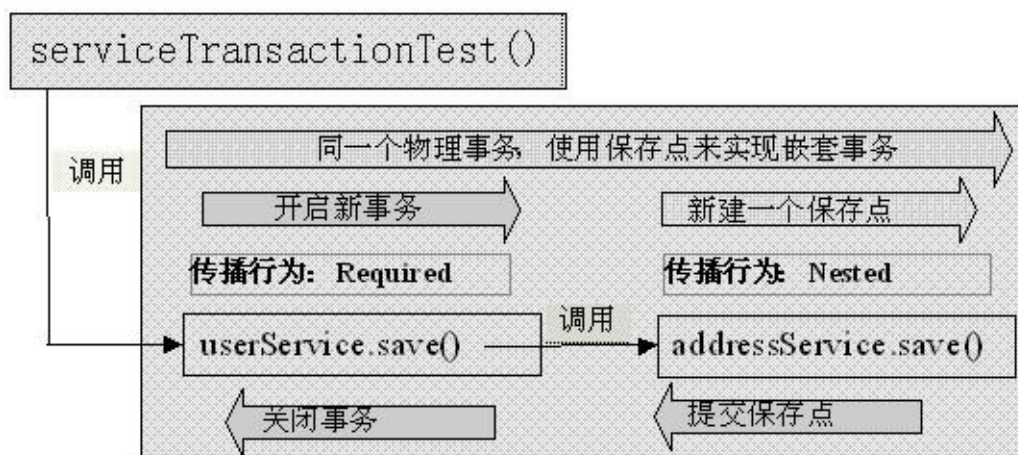 serviceTransactionTest()
调用
同一个物理事务，使用保存点来实现嵌套事务
开启新事务
新建一个保存点
传播行为：Required
传播行为：Nested
调用
userService.save()
addressService.save()
关闭事务
提交保存点